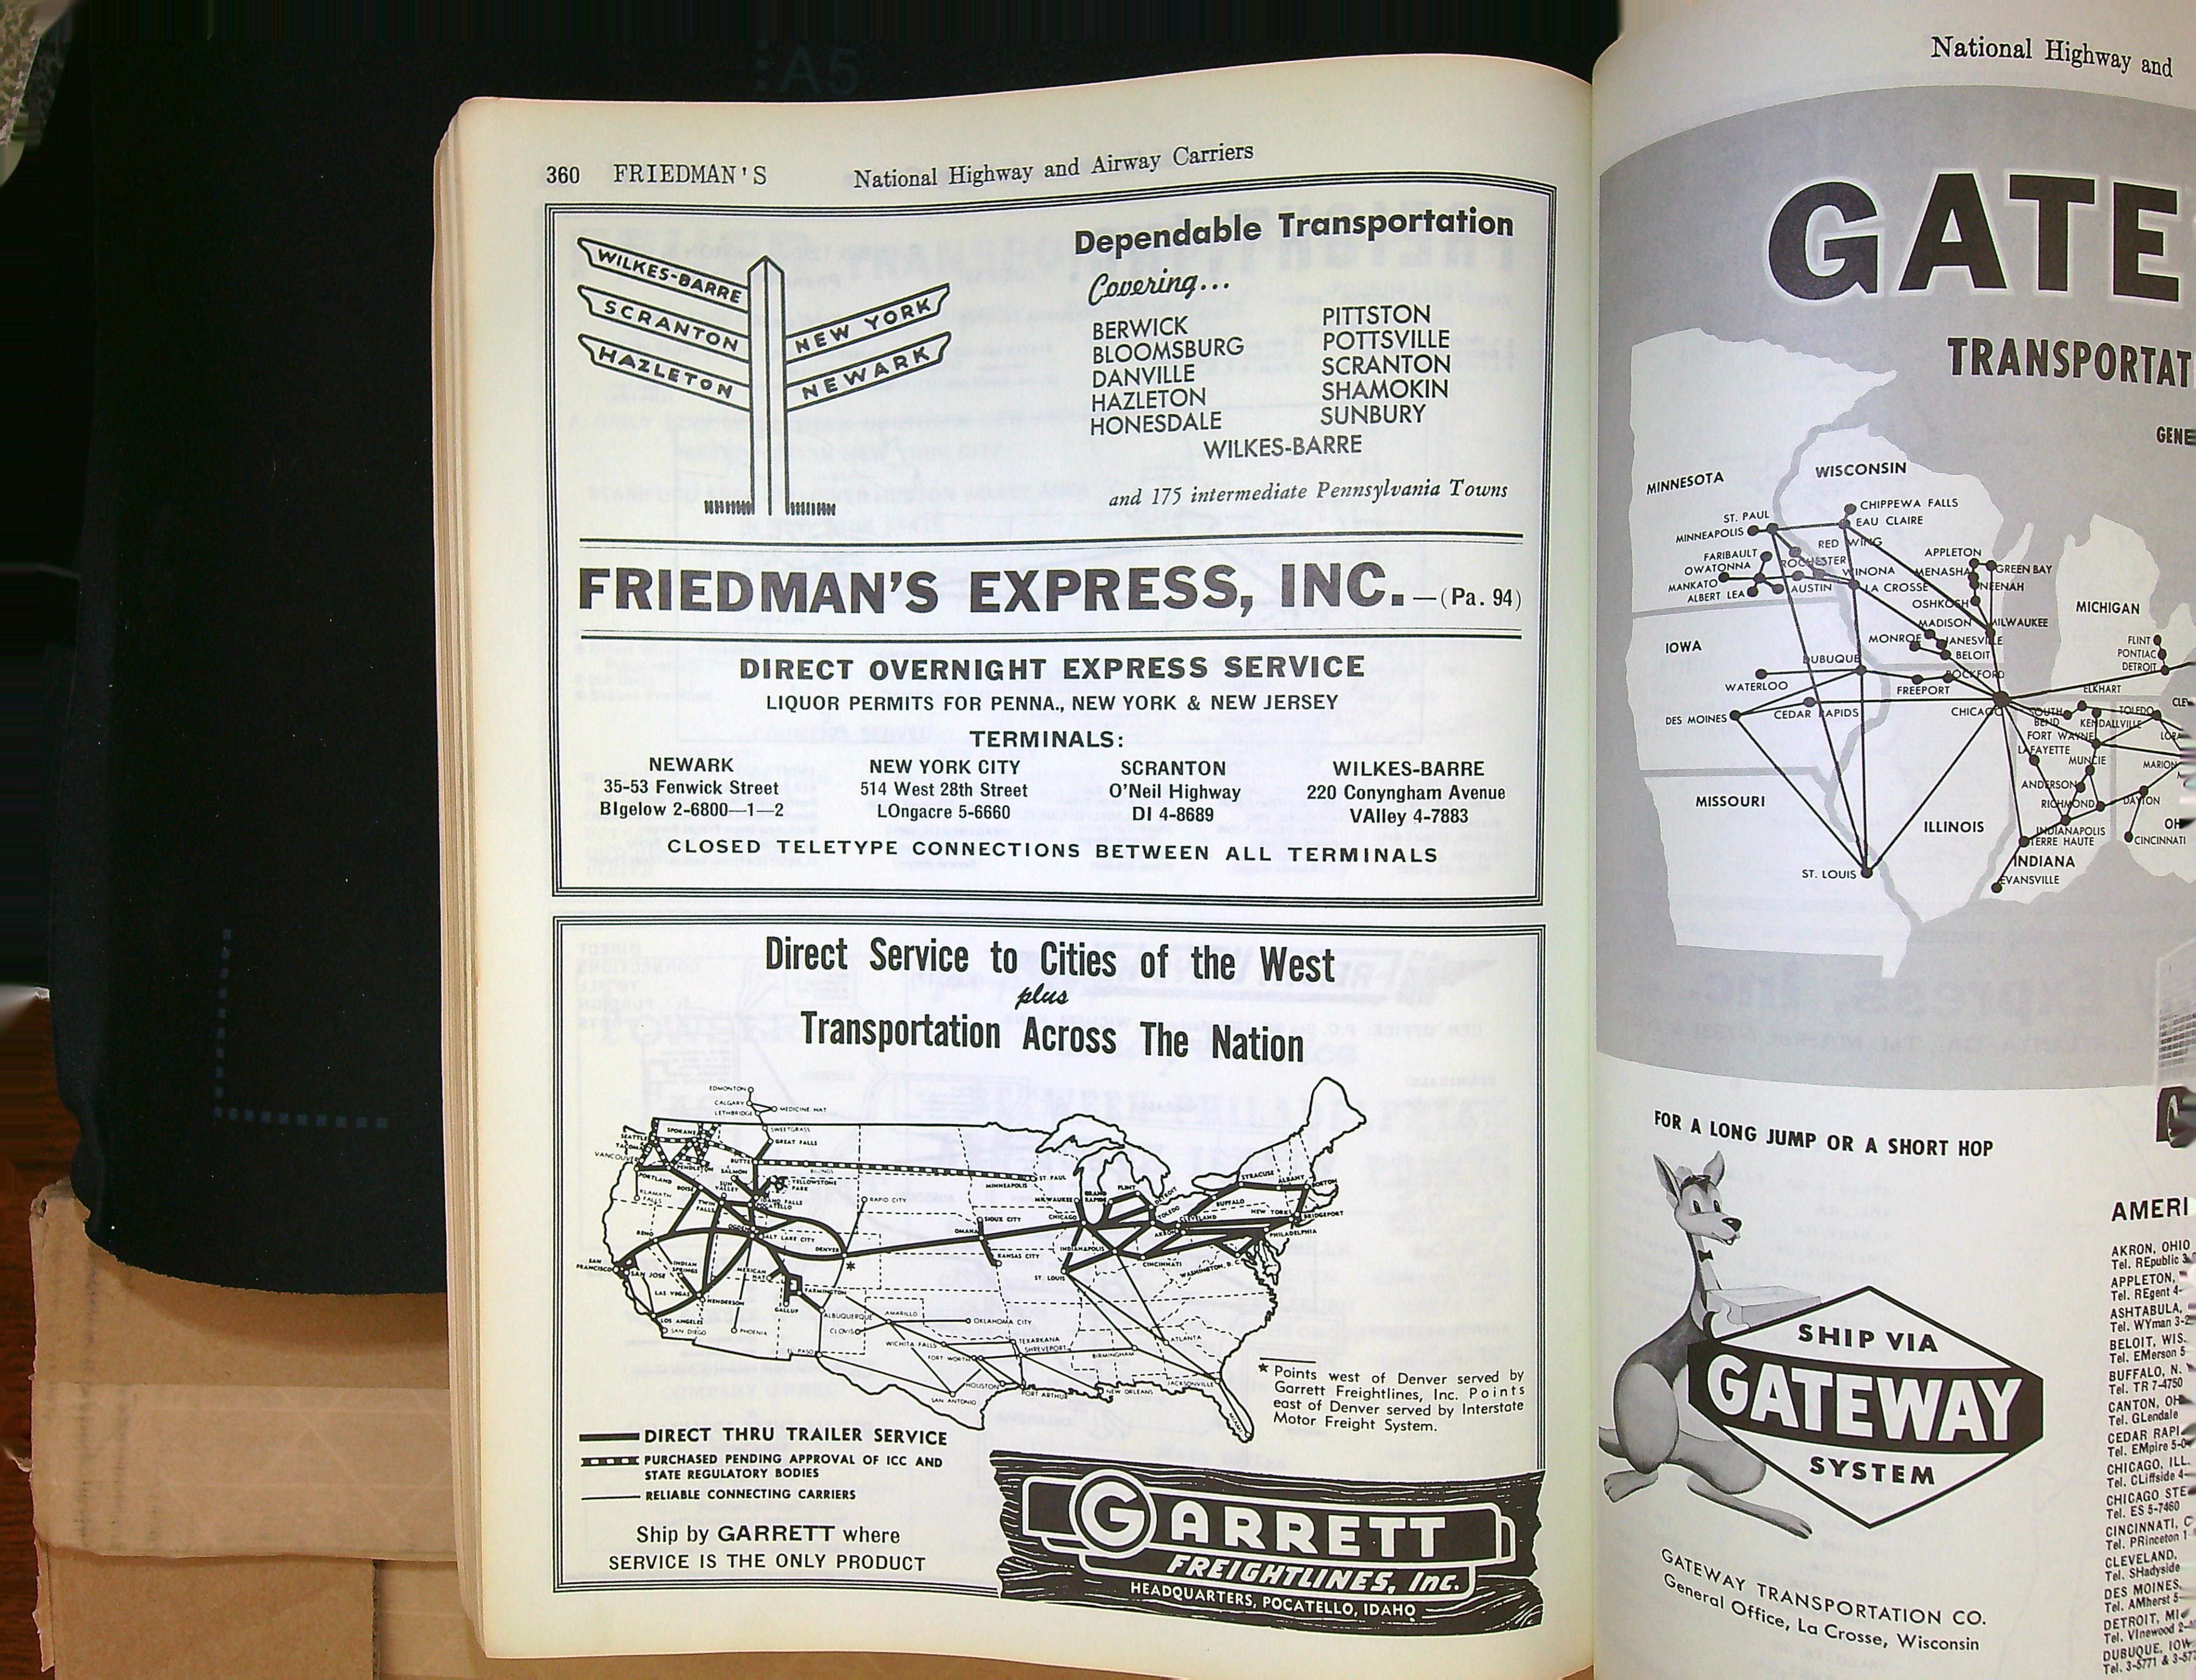 A5
360 FRIEDMAN'S National Highway and Airway Carriers
WILKES-BARRE
SCRANTON
HAZLETON
NEW YORK
NEWARK
Dependable Transportation
Covering...
BERWICK
BLOOMSBURG
DANVILLE
HAZLETON
HONESDALE
PITTSTON
POTTSVILLE
SCRANTON
SHAMOKIN
SUNBURY
WILKES-BARRE
and 175 intermediate Pennsylvania Towns
FRIEDMAN'S EXPRESS, INC.—(Pa. 94)
DIRECT OVERNIGHT EXPRESS SERVICE
LIQUOR PERMITS FOR PENNA., NEW YORK & NEW JERSEY
TERMINALS:
NEWARK
35-53 Fenwick Street
BIgelow 2-6800—1—2
NEW YORK CITY
514 West 28th Street
LOngacre 5-6660
SCRANTON
O'Neil Highway
DI 4-8689
WILKES-BARRE
220 Conyngham Avenue
VAlley 4-7883
CLOSED TELETYPE CONNECTIONS BETWEEN ALL TERMINALS
Direct Service to Cities of the West
plus
Transportation Across The Nation
EDMONTON
CALGARY
LETHBRIDGE
MEDICINE HAT
SWEETGRASS
GREAT FALLS
SPOKANE
SEATTLE
TACOMA
VANCOUVER
PENDLETON
PORTLAND
BUTTE
SALMON
BILLINGS
YELLOWSTONE
PARK
SUN
VALLEY
BOISE
TWIN
FALLS
IDAHO FALLS
POCATELLO
KLAMATH
FALLS
RAPID CITY
MINNEAPOLIS
ST. PAUL
MILWAUKEE
GRAND
RAPIDS
FLINT
DETROIT
TOLEDO
SYRACUSE
ALBANY
BOSTON
BUFFALO
NEW YORK
BRIDGEPORT
PHILADELPHIA
CLEVELAND
AKRON
CHICAGO
SIOUX CITY
OMAHA
KANSAS CITY
INDIANAPOLIS
CINCINNATI
WASHINGTON, D.C.
ST. LOUIS
OGDEN
SALT LAKE CITY
DENVER
RENO
SAN
FRANCISCO
SAN JOSE
INDIAN
SPRINGS
MEXICAN
HAT
LAS VEGAS
HENDERSON
FARMINGTON
GALLUP
ALBUQUERQUE
AMARILLO
CLOVIS
OKLAHOMA CITY
LOS ANGELES
SAN DIEGO
PHOENIX
EL PASO
WICHITA FALLS
FORT WORTH
TEXARKANA
SHREVEPORT
BIRMINGHAM
ATLANTA
HOUSTON
PORT ARTHUR
NEW ORLEANS
JACKSONVILLE
SAN ANTONIO
MIAMI
★ Points west of Denver served by
Garrett Freightlines, Inc. Points
east of Denver served by Interstate
Motor Freight System.
DIRECT THRU TRAILER SERVICE
PURCHASED PENDING APPROVAL OF ICC AND
STATE REGULATORY BODIES
RELIABLE CONNECTING CARRIERS
Ship by GARRETT where
SERVICE IS THE ONLY PRODUCT
GARRETT
FREIGHTLINES, Inc.
HEADQUARTERS, POCATELLO, IDAHO
National Highway and
GATE
TRANSPORTAT
GENE
MINNESOTA
WISCONSIN
CHIPPEWA FALLS
EAU CLAIRE
ST. PAUL
MINNEAPOLIS
RED WING
FARIBAULT
OWATONNA
ROCHESTER
WINONA
MANKATO
ALBERT LEA
AUSTIN
LA CROSSE
APPLETON
MENASHA
GREEN BAY
NEENAH
OSHKOSH
MADISON
MILWAUKEE
MICHIGAN
MONROE
JANESVILLE
BELOIT
FLINT
PONTIAC
DETROIT
IOWA
DUBUQUE
WATERLOO
FREEPORT
ROCKFORD
ELKHART
DES MOINES
CEDAR RAPIDS
CHICAGO
SOUTH
BEND
TOLEDO
KENDALLVILLE
FORT WAYNE
LAFAYETTE
MUNCIE
MARION
ANDERSON
RICHMOND
DAYTON
MISSOURI
ILLINOIS
INDIANAPOLIS
TERRE HAUTE
CINCINNATI
INDIANA
EVANSVILLE
ST. LOUIS
FOR A LONG JUMP OR A SHORT HOP
SHIP VIA
GATEWAY
SYSTEM
GATEWAY TRANSPORTATION CO.
General Office, La Crosse, Wisconsin
AMERI
AKRON, OHIO
Tel. REpublic 3
APPLETON,
Tel. REgent 4-
ASHTABULA,
Tel. WYman 3-2
BELOIT, WIS.
Tel. EMerson 5
BUFFALO, N.
Tel. TR 7-4750
CANTON, OH
Tel. GLendale
CEDAR RAPI
Tel. EMpire 5-0
CHICAGO, ILL.
Tel. CLiffside 4-
CHICAGO STE
Tel. ES 5-7460
CINCINNATI,
Tel. PRinceton 1
CLEVELAND,
Tel. SHadyside
DES MOINES,
Tel. AMherst 5-
DETROIT, MI
Tel. VInewood 2-
DUBUQUE, IOW
Tel. 3-5771 & 3-57